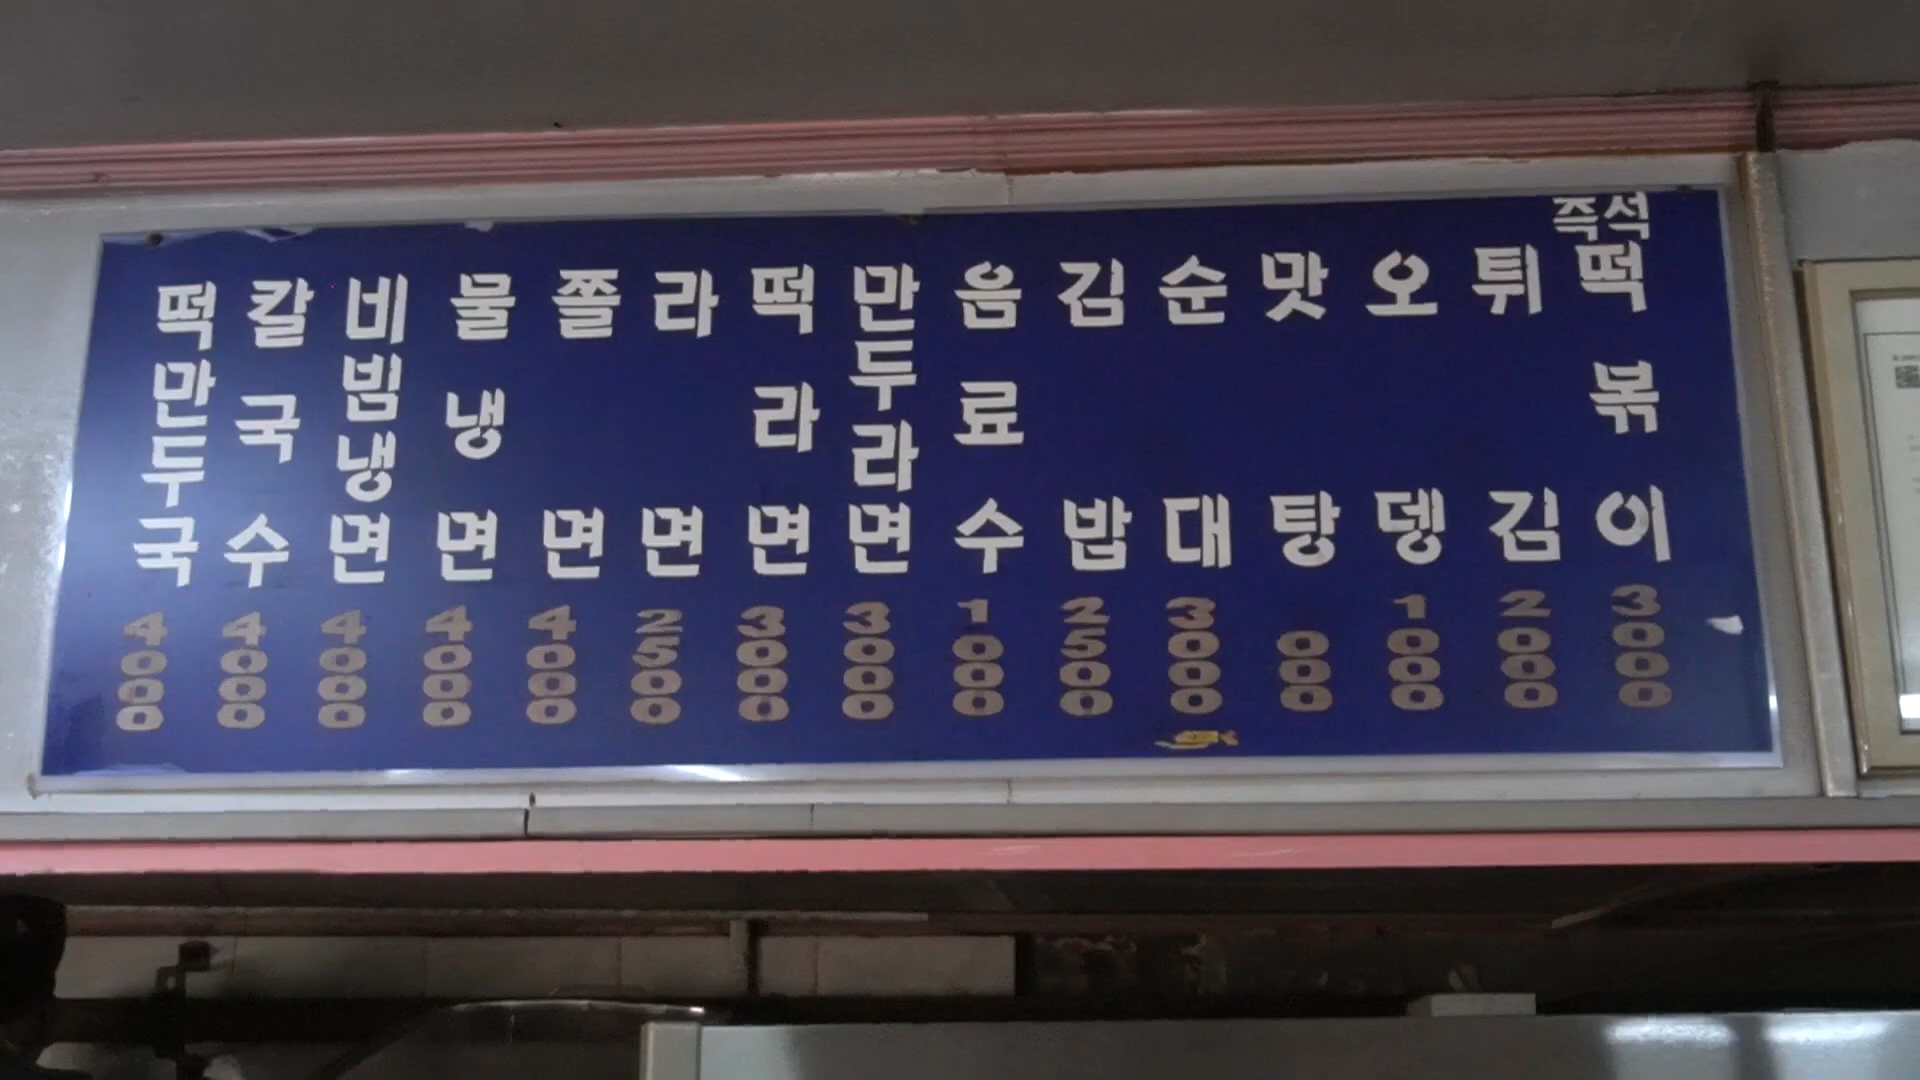 떡만두국 4000
칼국수 4000
비빔냉면 4000
물냉면 4000
쫄면 4000
라면 2500
떡라면 3000
만두라면 3000
음료수 1000
김밥 2500
순대 3000
맛탕 000
오뎅 1000
튀김 2000
즉석떡볶이 3000